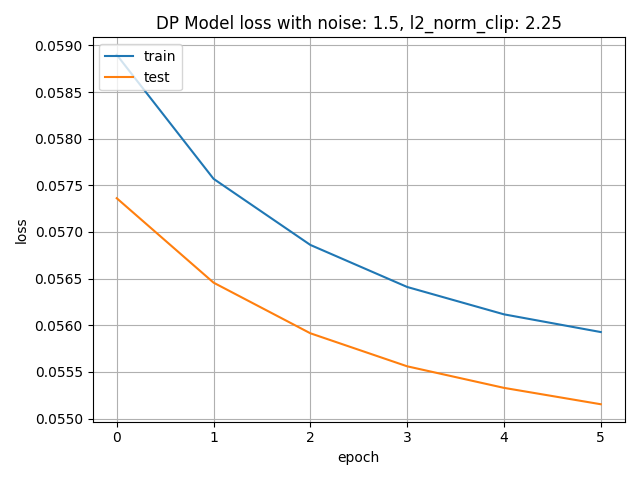 DP Model loss with noise: 1.5, l2_norm_clip: 2.25
0.0590
0.0585
0.0580
0.0575
0.0570
0.0565
0.0560
0.0555
0.0550
loss
train
test
0 1 2 3 4 5
epoch